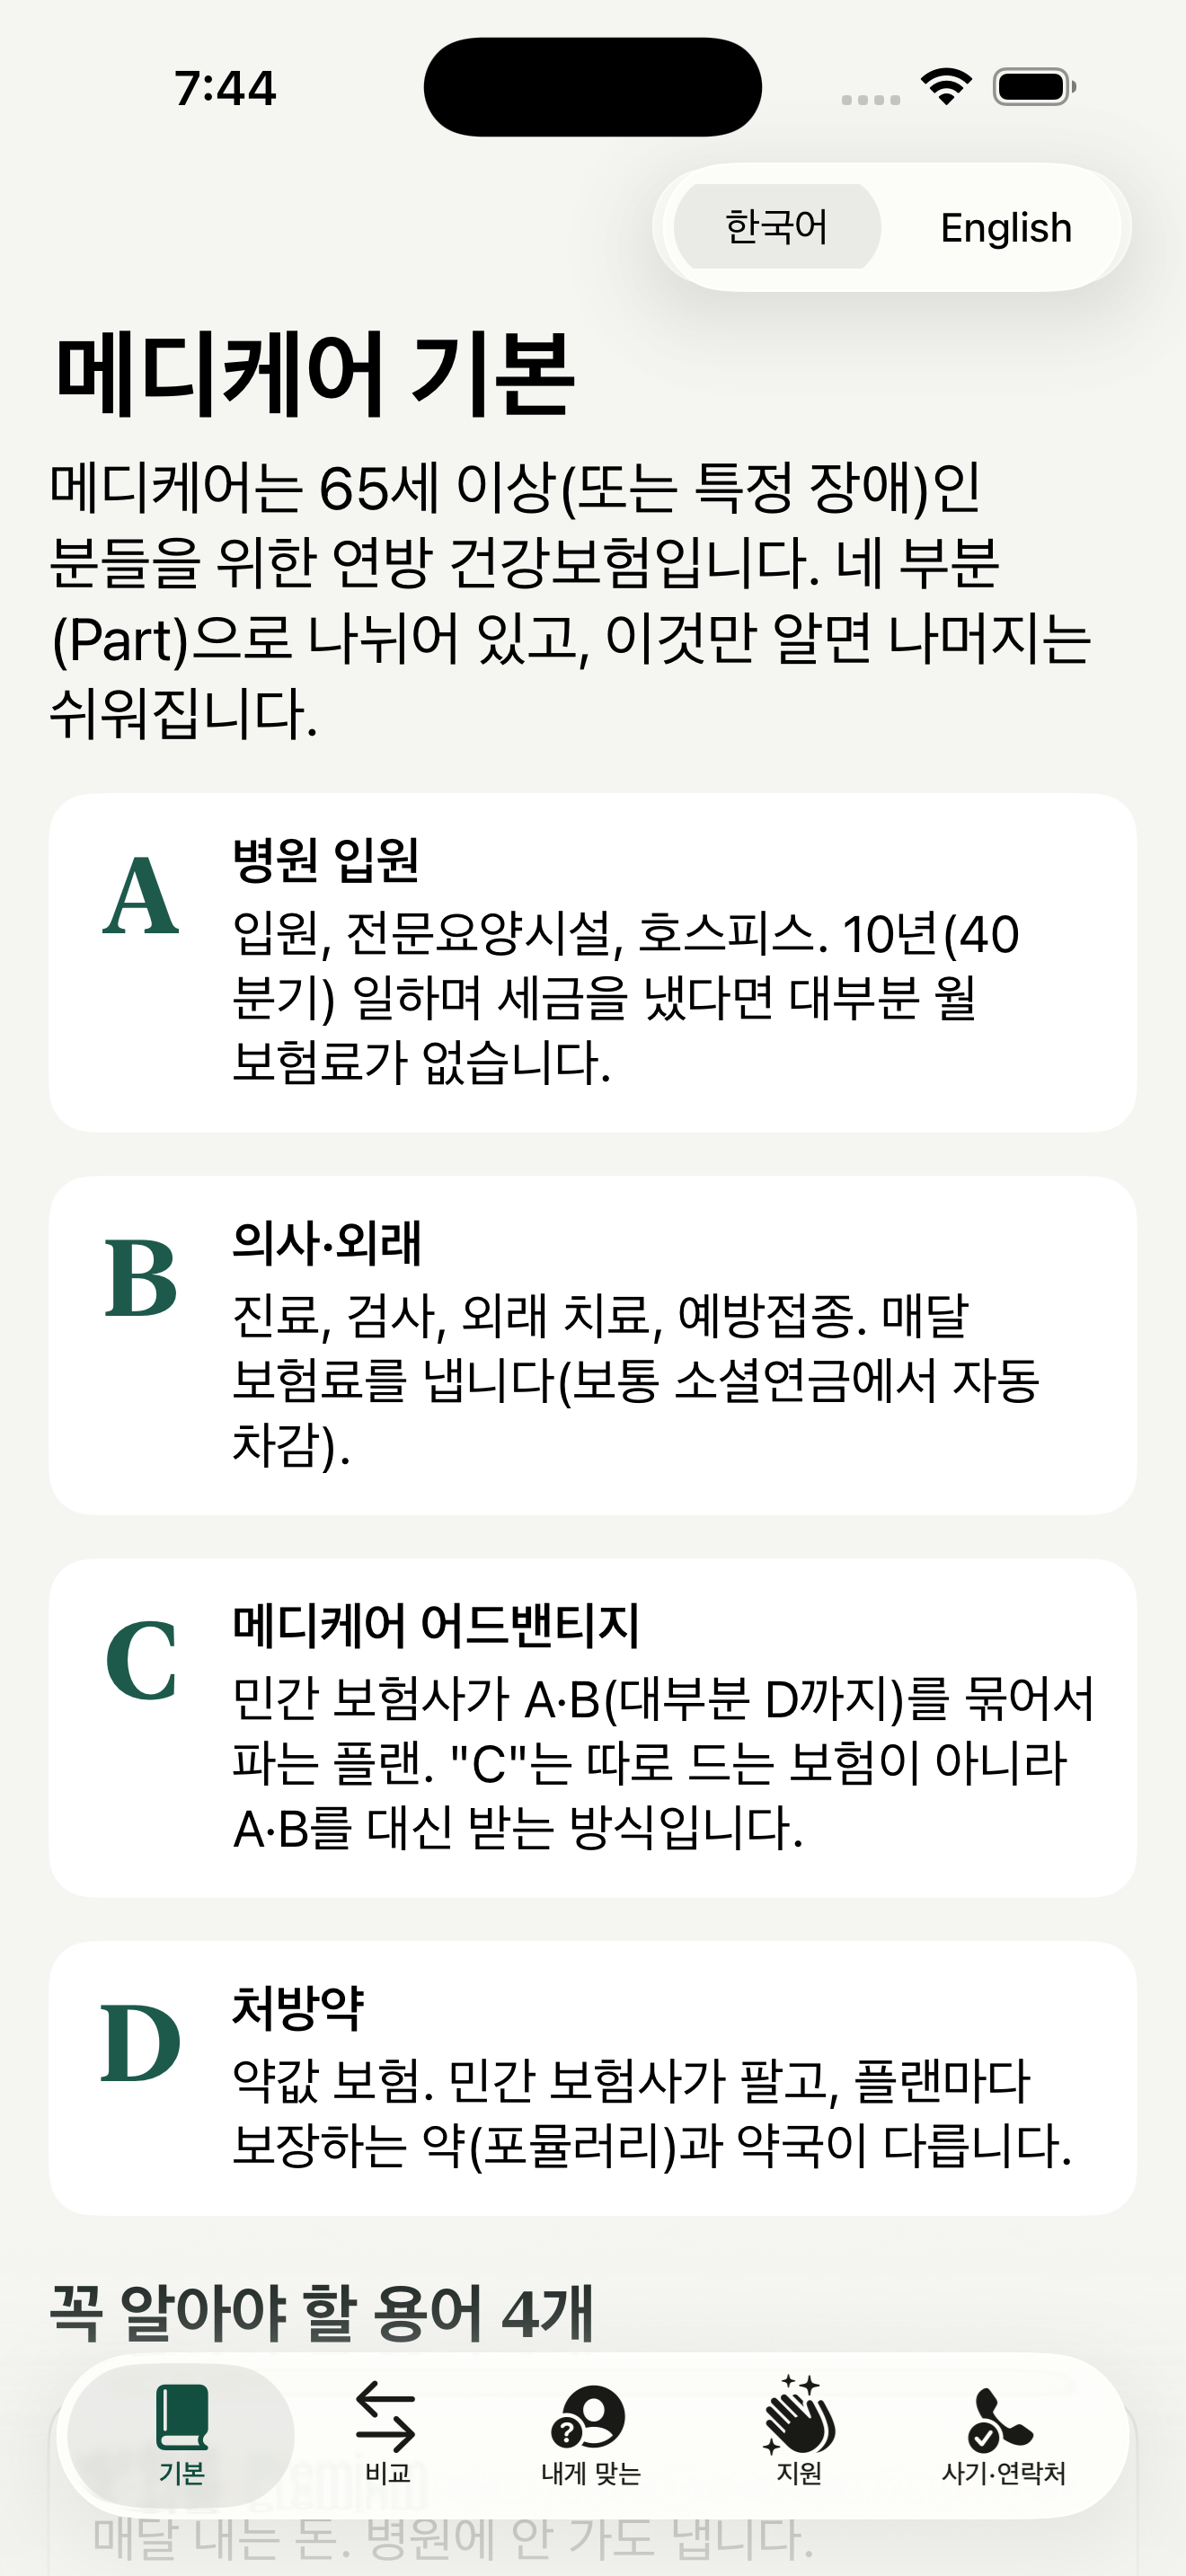 7:44
한국어 English
메디케어 기본
메디케어는 65세 이상(또는 특정 장애)인
분들을 위한 연방 건강보험입니다. 네 부분
(Part)으로 나뉘어 있고, 이것만 알면 나머지는
쉬워집니다.
A
병원 입원
입원, 전문요양시설, 호스피스. 10년(40
분기) 일하며 세금을 냈다면 대부분 월
보험료가 없습니다.
B
의사·외래
진료, 검사, 외래 치료, 예방접종. 매달
보험료를 냅니다(보통 소셜연금에서 자동
차감).
C
메디케어 어드밴티지
민간 보험사가 A·B(대부분 D까지)를 묶어서
파는 플랜. "C"는 따로 드는 보험이 아니라
A·B를 대신 받는 방식입니다.
D
처방약
약값 보험. 민간 보험사가 팔고, 플랜마다
보장하는 약(포뮬러리)과 약국이 다릅니다.
꼭 알아야 할 용어 4개
기본 비교 내게 맞는 지원 사기·연락처
매달 내는 돈. 병원에 안 가도 냅니다.